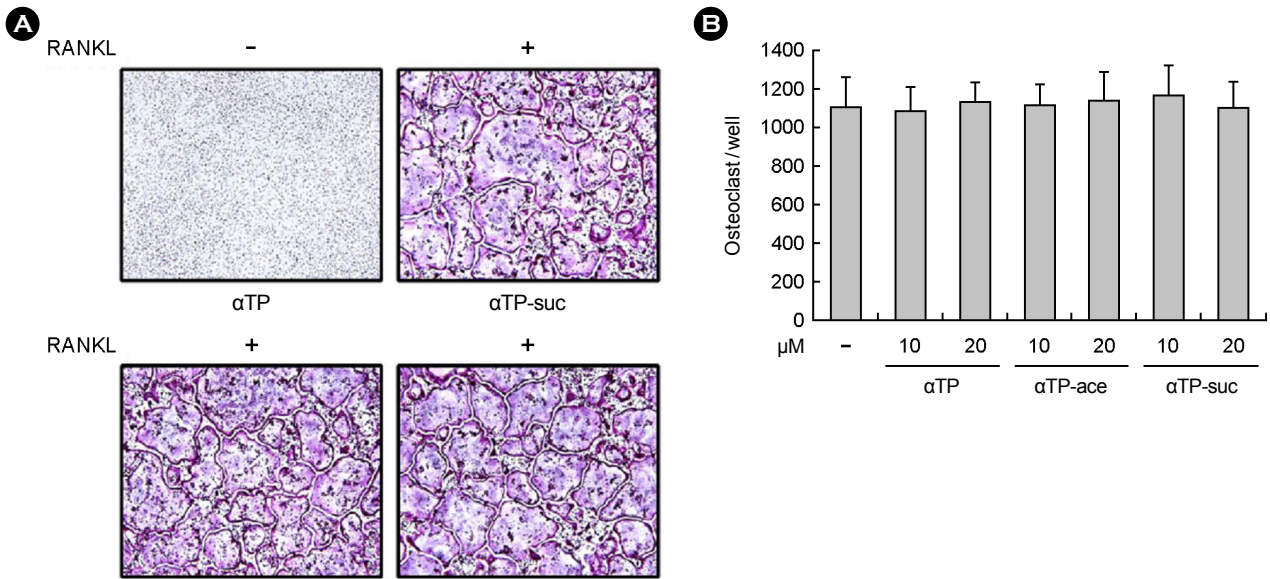 A
RANKL - +
αTP αTP-suc
RANKL + +
B
Osteoclast / well
1400
1200
1000
800
600
400
200
0
μM - 10 20 10 20 10 20
αTP αTP-ace αTP-suc